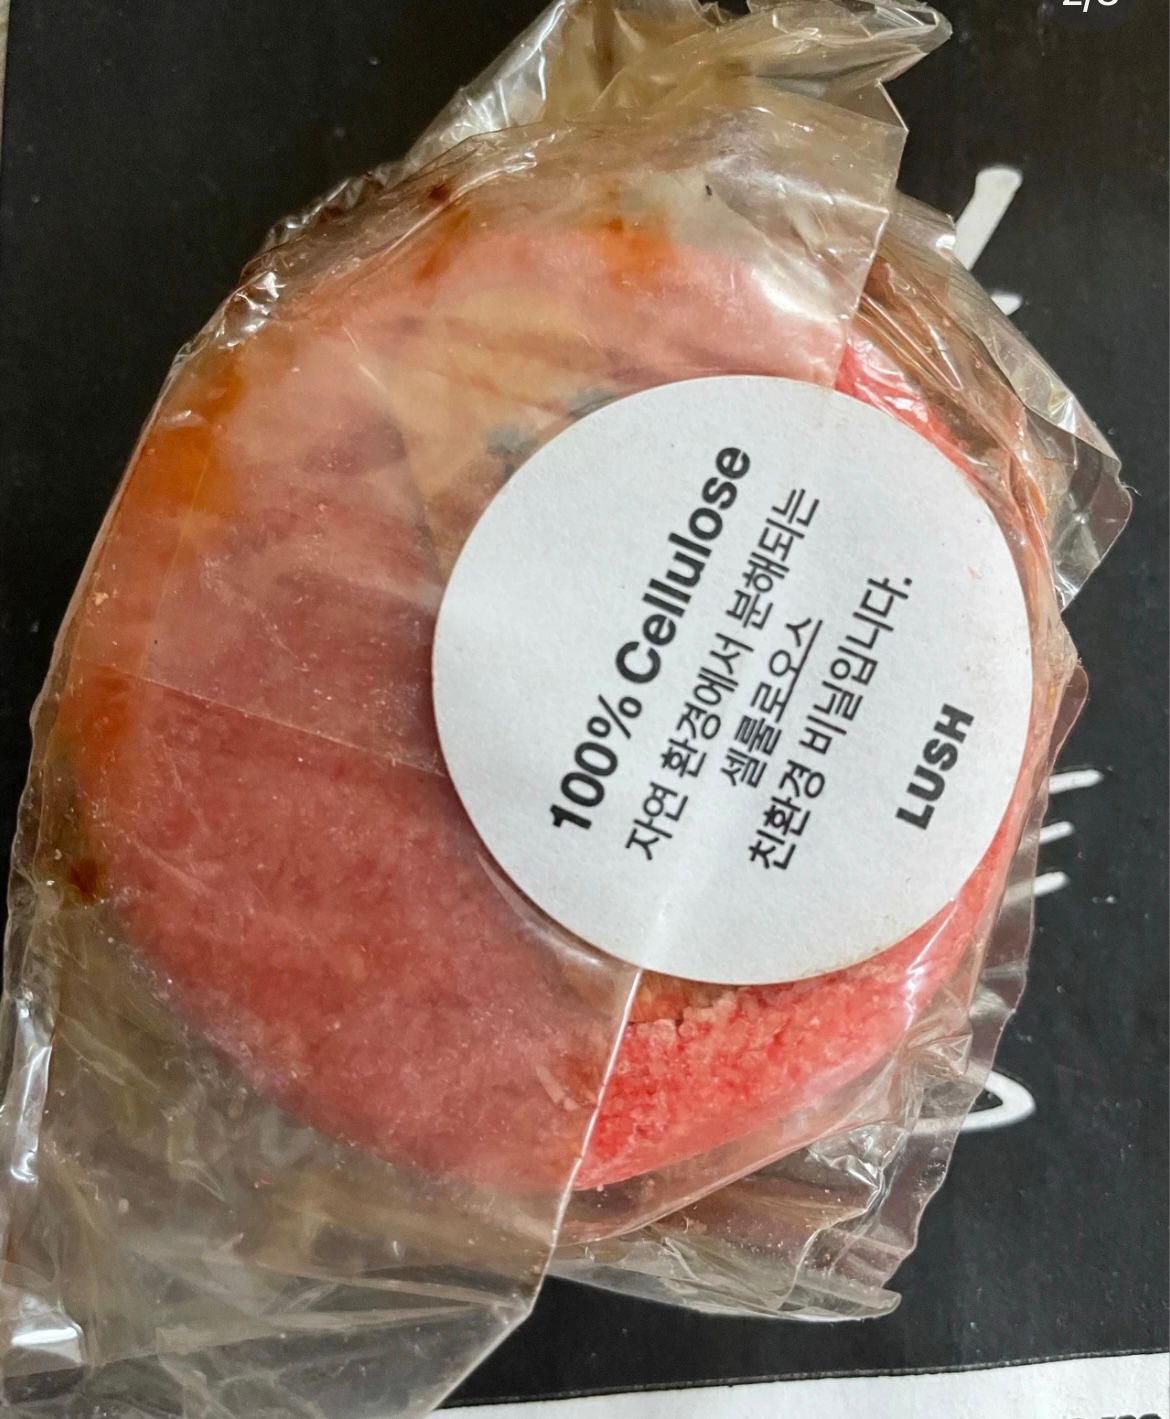 100% Cellulose
자연 환경에서 분해되는
셀룰로오스
친환경 비닐입니다.
LUSH